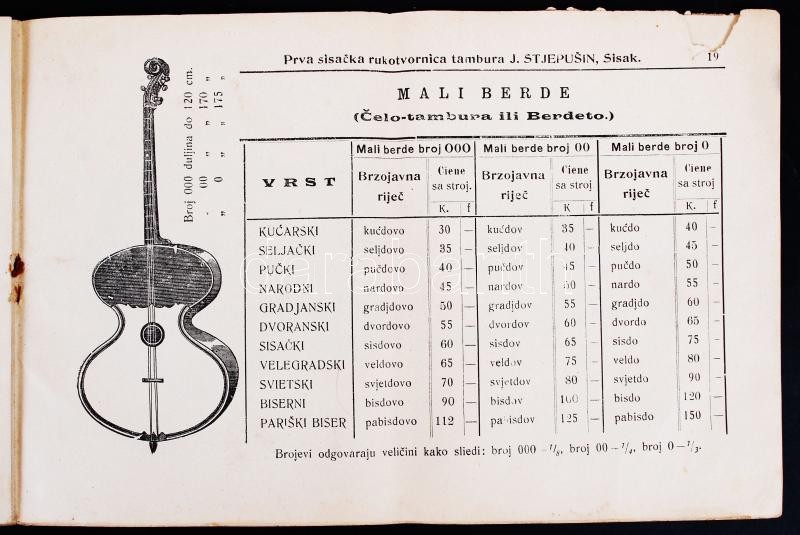 Prva sisačka rukotvornica tambura J. STJEPUŠIN, Sisak. 19
Broj 000 duljina do 120 cm.
" 00 " " 170 "
" 0 " " 175 "
MALI BERDE
(Čelo-tambura ili Berdeto.)
VRST Mali berde broj 000 Mali berde broj 00 Mali berde broj 0
Brzojavna riječ Ciene sa stroj. Brzojavna riječ Ciene sa stroj. Brzojavna riječ Ciene sa stroj
K. f K. f K. f
KUĆARSKI kućdovo 30 — kućdov 35 — kućdo 40 —
SELJAČKI seljdovo 35 — seljdov 40 — seljdo 45 —
PUČKI pučdovo 40 — pučdov 45 — pučdo 50 —
NARODNI nardovo 45 — nardov 50 — nardo 55 —
GRADJANSKI gradjdovo 50 — gradjdov 55 — gradjdo 60 —
DVORANSKI dvordovo 55 — dvordov 60 — dvordo 65 —
SISAČKI sisdovo 60 — sisdov 65 — sisdo 75 —
VELEGRADSKI veldovo 65 — veldov 75 — veldo 80 —
SVIETSKI svjetdovo 70 — svjetdov 80 — svjetdo 90 —
BISERNI bisdovo 90 — bisdov 100 — bisdo 120 —
PARIŠKI BISER pabisdovo 112 — pabisdov 125 — pabisdo 150 —
Brojevi odgovaraju veličini kako sliedi: broj 000 – 1/8, broj 00 – 1/4, broj 0 – 1/3.